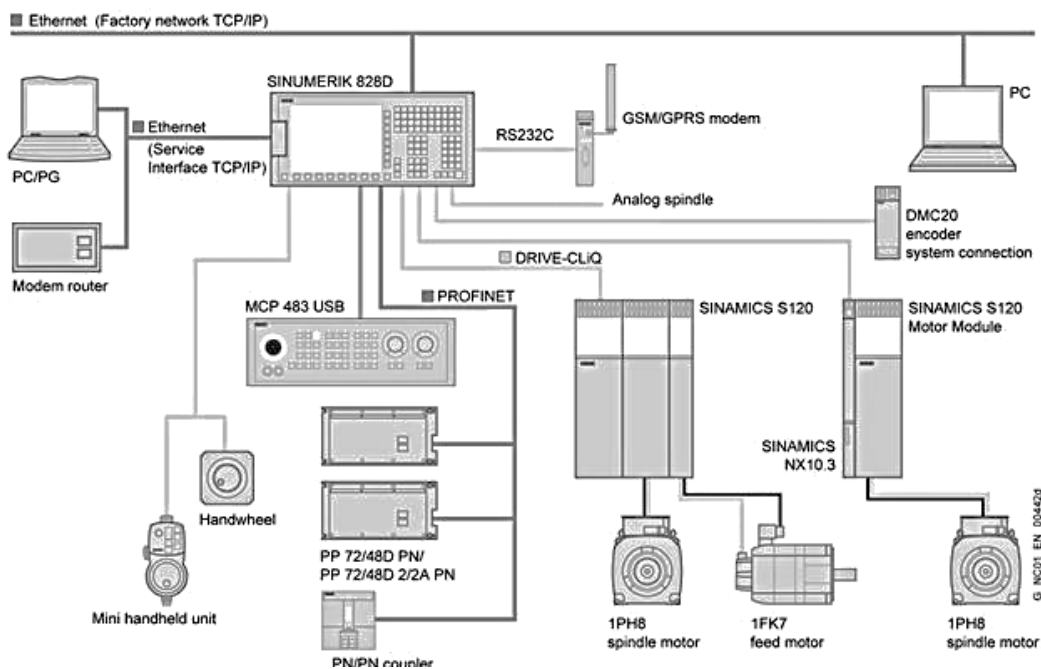 Ethernet (Factory network TCP/IP)
SINUMERIK 828D
PC
GSM/GPRS modem
RS232C
Ethernet
(Service
Interface TCP/IP)
PC/PG
Analog spindle
DMC20
encoder
system connection
DRIVE-CLiQ
Modem router
PROFINET
MCP 483 USB
SINAMICS S120
SINAMICS S120
Motor Module
SINAMICS
NX10.3
Handwheel
PP 72/48D PN/
PP 72/48D 2/2A PN
Mini handheld unit
1PH8
spindle motor
1FK7
feed motor
1PH8
spindle motor
PN/PN coupler
G_NC01_EN_00442d